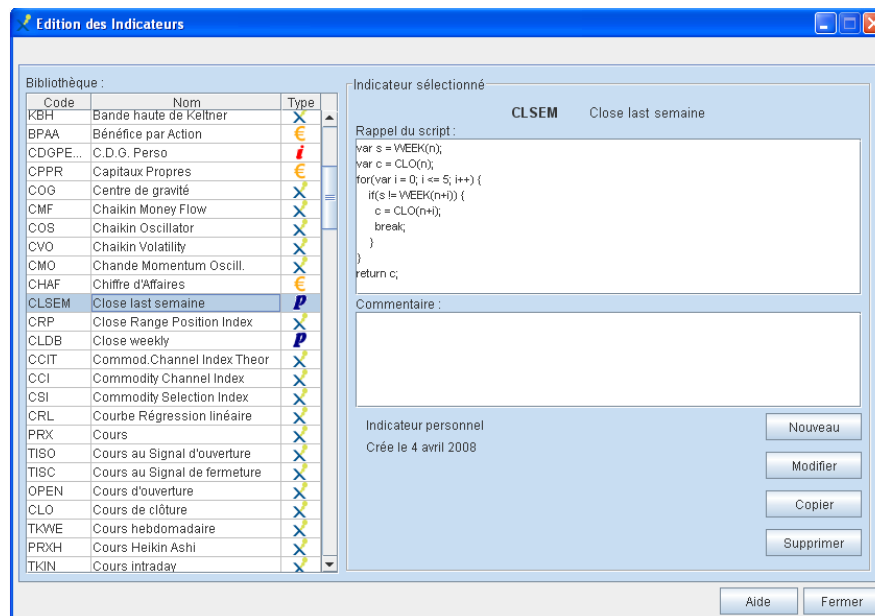 Edition des Indicateurs
Bibliothèque :
Code Nom Type
KBH Bande haute de Keltner
BPAA Bénéfice par Action €
CDGPE... C.D.G. Perso i
CPPR Capitaux Propres €
COG Centre de gravité
CMF Chaikin Money Flow
COS Chaikin Oscillator
CVO Chaikin Volatility
CMO Chande Momentum Oscill.
CHAF Chiffre d'Affaires €
CLSEM Close last semaine P
CRP Close Range Position Index
CLDB Close weekly P
CCIT Commod.Channel Index Theor
CCI Commodity Channel Index
CSI Commodity Selection Index
CRL Courbe Régression linéaire
PRX Cours
TISO Cours au Signal d'ouverture
TISC Cours au Signal de fermeture
OPEN Cours d'ouverture
CLO Cours de clôture
TKWE Cours hebdomadaire
PRXH Cours Heikin Ashi
TKIN Cours intraday
Indicateur sélectionné
CLSEM Close last semaine
Rappel du script :
var s = WEEK(n);
var c = CLO(n);
for(var i = 0; i <= 5; i++) {
if(s != WEEK(n+i)) {
c = CLO(n+i);
break;
}
}
return c;
Commentaire :
Indicateur personnel
Crée le 4 avril 2008
Nouveau
Modifier
Copier
Supprimer
Aide Fermer